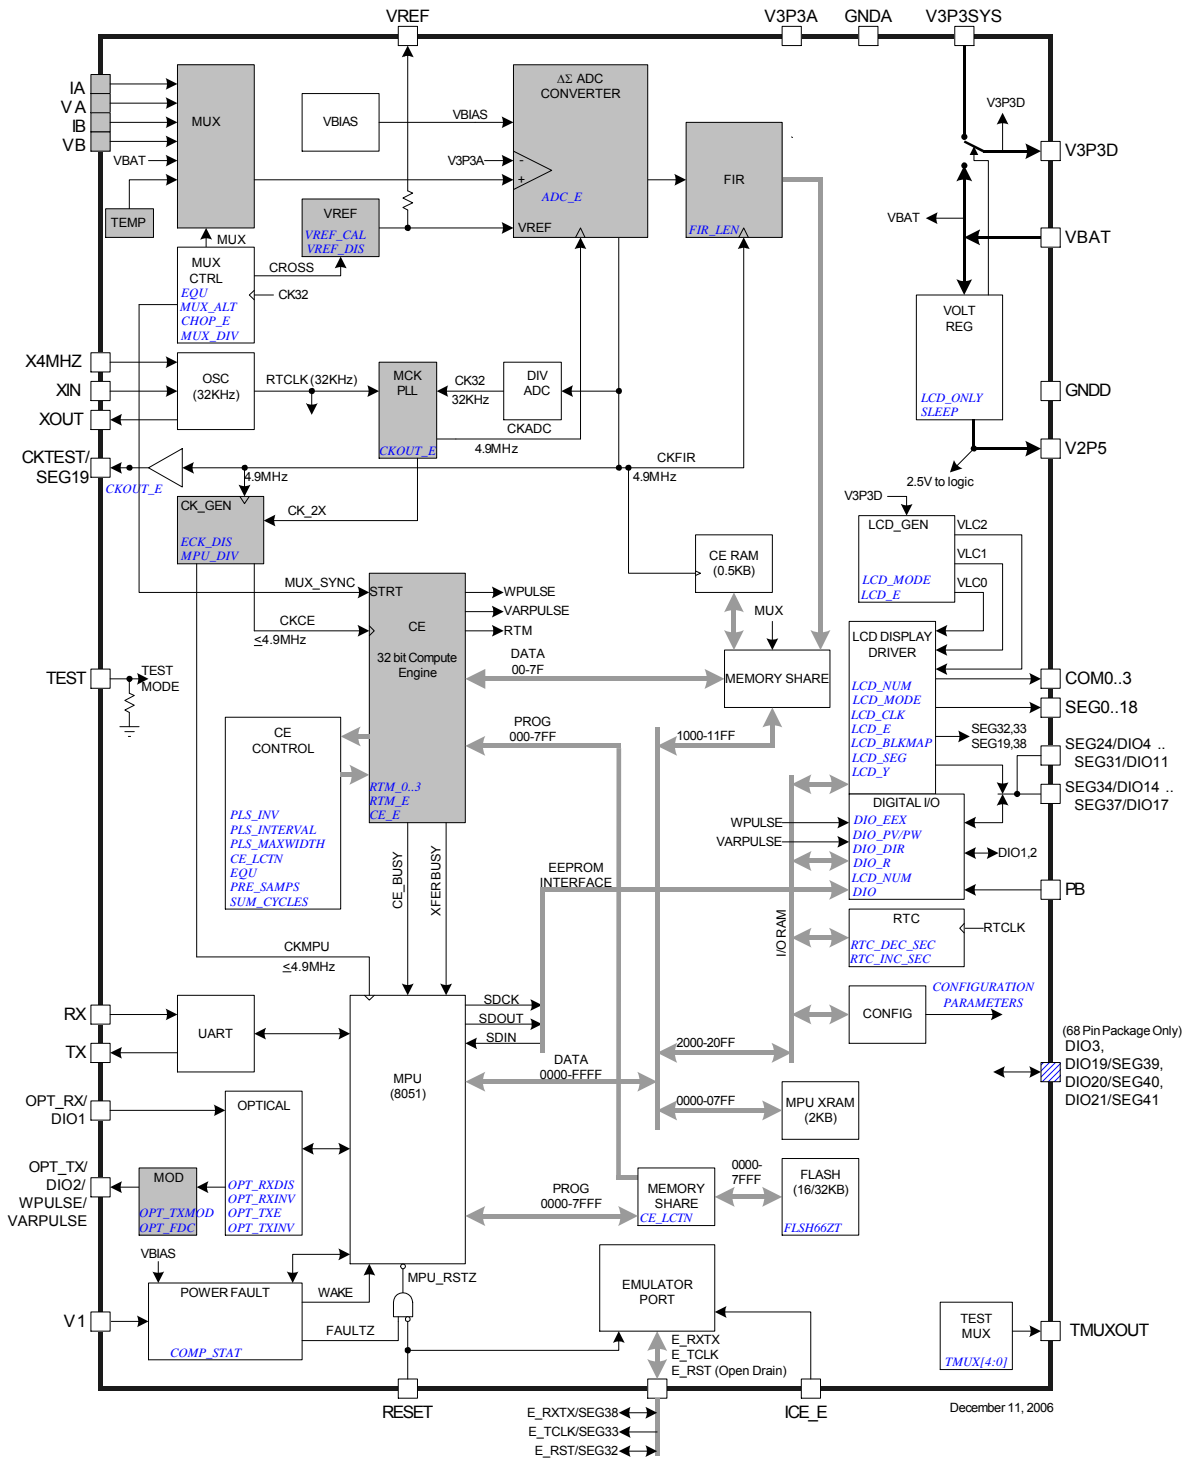 VREF
V3P3A
GNDA
V3P3SYS
IA
VA
IB
VB
VBAT
TEMP
MUX
VBIAS
VBIAS
V3P3A
ΔΣ ADC
CONVERTER
-
+
ADC_E
VREF
FIR
FIR_LEN
V3P3D
V3P3D
VBAT
VBAT
VREF
VREF_CAL
VREF_DIS
MUX
MUX
CTRL
EQU
MUX_ALT
CHOP_E
MUX_DIV
CROSS
CK32
VOLT
REG
LCD_ONLY
SLEEP
GNDD
V2P5
2.5V to logic
X4MHZ
XIN
XOUT
OSC
(32KHz)
RTCLK (32KHz)
MCK
PLL
CKOUT_E
CK32
32KHz
DIV
ADC
CKADC
4.9MHz
CKFIR
4.9MHz
CKTEST/
SEG19
CKOUT_E
4.9MHz
CK_GEN
ECK_DIS
MPU_DIV
CK_2X
V3P3D
LCD_GEN
LCD_MODE
LCD_E
VLC2
VLC1
VLC0
CE RAM
(0.5KB)
MUX_SYNC
STRT
CKCE
≤4.9MHz
CE
32 bit Compute
Engine
RTM_0..3
RTM_E
CE_E
WPULSE
VARPULSE
RTM
DATA
00-7F
MUX
MEMORY SHARE
PROG
000-7FF
1000-11FF
TEST
TEST
MODE
CE
CONTROL
PLS_INV
PLS_INTERVAL
PLS_MAXWIDTH
CE_LCTN
EQU
PRE_SAMPS
SUM_CYCLES
LCD DISPLAY
DRIVER
LCD_NUM
LCD_MODE
LCD_CLK
LCD_E
LCD_BLKMAP
LCD_SEG
LCD_Y
COM0..3
SEG0..18
SEG32,33
SEG19,38
SEG24/DIO4 ..
SEG31/DIO11
SEG34/DIO14 ..
SEG37/DIO17
DIGITAL I/O
DIO_EEX
DIO_PV/PW
DIO_DIR
DIO_R
LCD_NUM
DIO
WPULSE
VARPULSE
DIO1,2
PB
EEPROM
INTERFACE
CE_BUSY
XFER BUSY
I/O RAM
RTC
RTC_DEC_SEC
RTC_INC_SEC
RTCLK
CKMPU
≤4.9MHz
CONFIG
CONFIGURATION
PARAMETERS
RX
TX
UART
SDCK
SDOUT
SDIN
MPU
(8051)
DATA
0000-FFFF
2000-20FF
0000-07FF
MPU XRAM
(2KB)
(68 Pin Package Only)
DIO3,
DIO19/SEG39,
DIO20/SEG40,
DIO21/SEG41
OPT_RX/
DIO1
OPTICAL
OPT_RXDIS
OPT_RXINV
OPT_TXE
OPT_TXINV
OPT_TX/
DIO2/
WPULSE/
VARPULSE
MOD
OPT_TXMOD
OPT_FDC
PROG
0000-7FFF
MEMORY
SHARE
CE_LCTN
0000-
7FFF
FLASH
(16/32KB)
FLSH66ZT
VBIAS
V1
POWER FAULT
COMP_STAT
WAKE
FAULTZ
MPU_RSTZ
EMULATOR
PORT
E_RXTX
E_TCLK
E_RST (Open Drain)
TEST
MUX
TMUX[4:0]
TMUXOUT
RESET
ICE_E
December 11, 2006
E_RXTX/SEG38
E_TCLK/SEG33
E_RST/SEG32